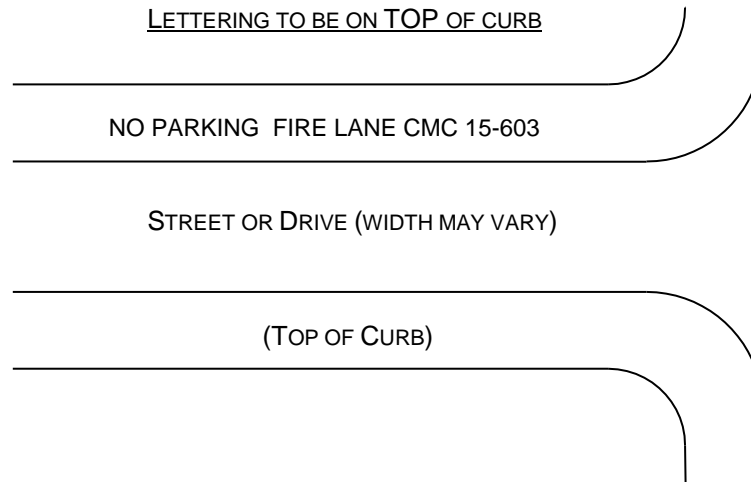 LETTERING TO BE ON TOP OF CURB
NO PARKING FIRE LANE CMC 15-603
STREET OR DRIVE (WIDTH MAY VARY)
(TOP OF CURB)